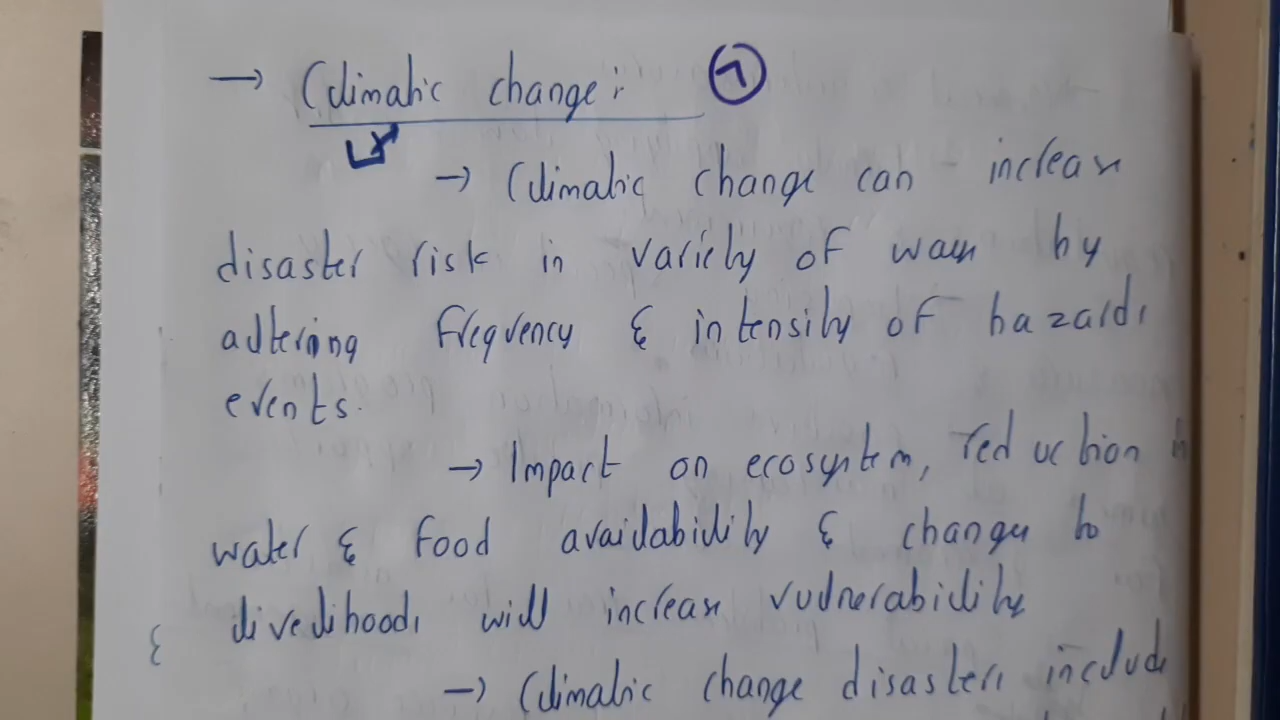 → Climatic change:- 7
→ Climatic change can increase
disaster risk in variety of ways by
altering frequency & intensity of hazards
events.
→ Impact on ecosystem, reduction in
water & food availability & changes to
& livelihoods will increase vulnerability
→ Climatic change disasters include